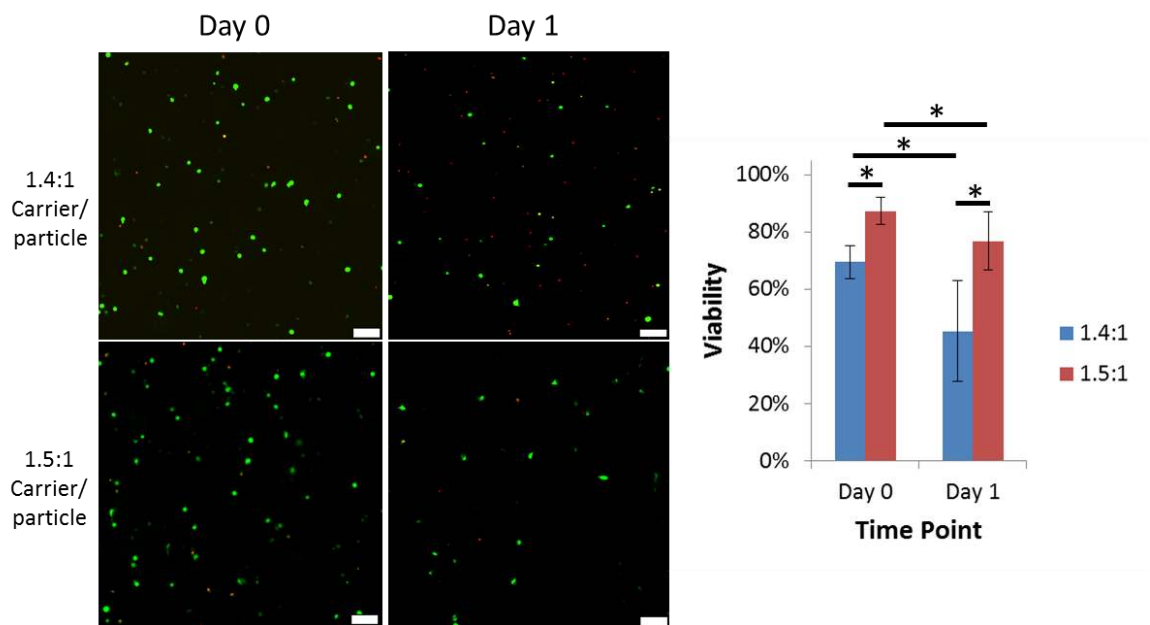 Day 0
Day 1
1.4:1
Carrier/
particle
1.5:1
Carrier/
particle
*
*
*
*
100%
80%
60%
40%
20%
0%
Viability
Day 0
Day 1
Time Point
1.4:1
1.5:1